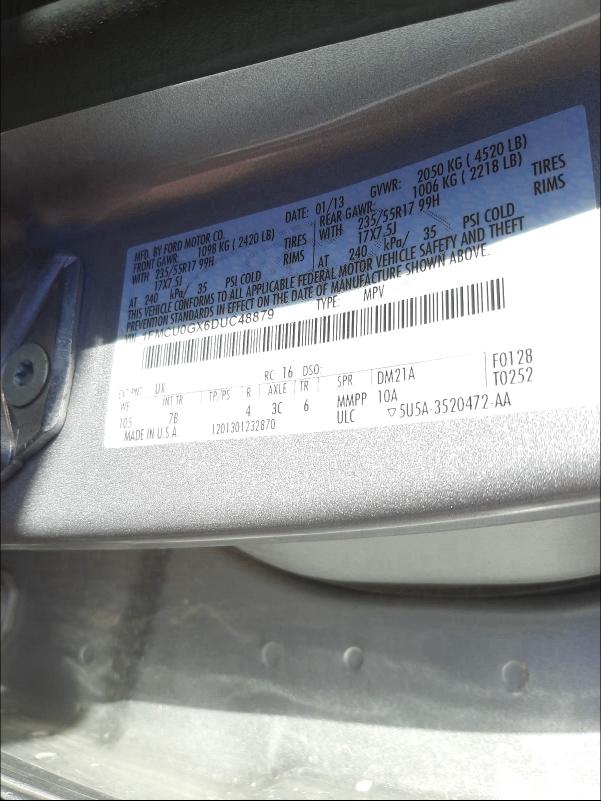 MFD. BY FORD MOTOR CO. DATE: 01/13 GVWR: 2050 KG ( 4520 LB)
FRONT GAWR: 1098 KG ( 2420 LB) REAR GAWR: 1006 KG ( 2218 LB)
WITH 235/55R17 99H TIRES WITH 235/55R17 99H TIRES
17X7.5J RIMS 17X7.5J RIMS
AT 240 kPa/ 35 PSI COLD AT 240 kPa/ 35 PSI COLD
THIS VEHICLE CONFORMS TO ALL APPLICABLE FEDERAL MOTOR VEHICLE SAFETY AND THEFT
PREVENTION STANDARDS IN EFFECT ON THE DATE OF MANUFACTURE SHOWN ABOVE.
VIN: 1FMCU0GX6DUC48879
TYPE: MPV
EXT PNT: UX RC: 16 DSO: F0128
WB INT TR TP/PS R AXLE TR SPR DM21A T0252
105 7B 4 3C 6 MMPP 10A
MADE IN U.S.A. 1201301232870 ULC ▽5U5A-3520472-AA